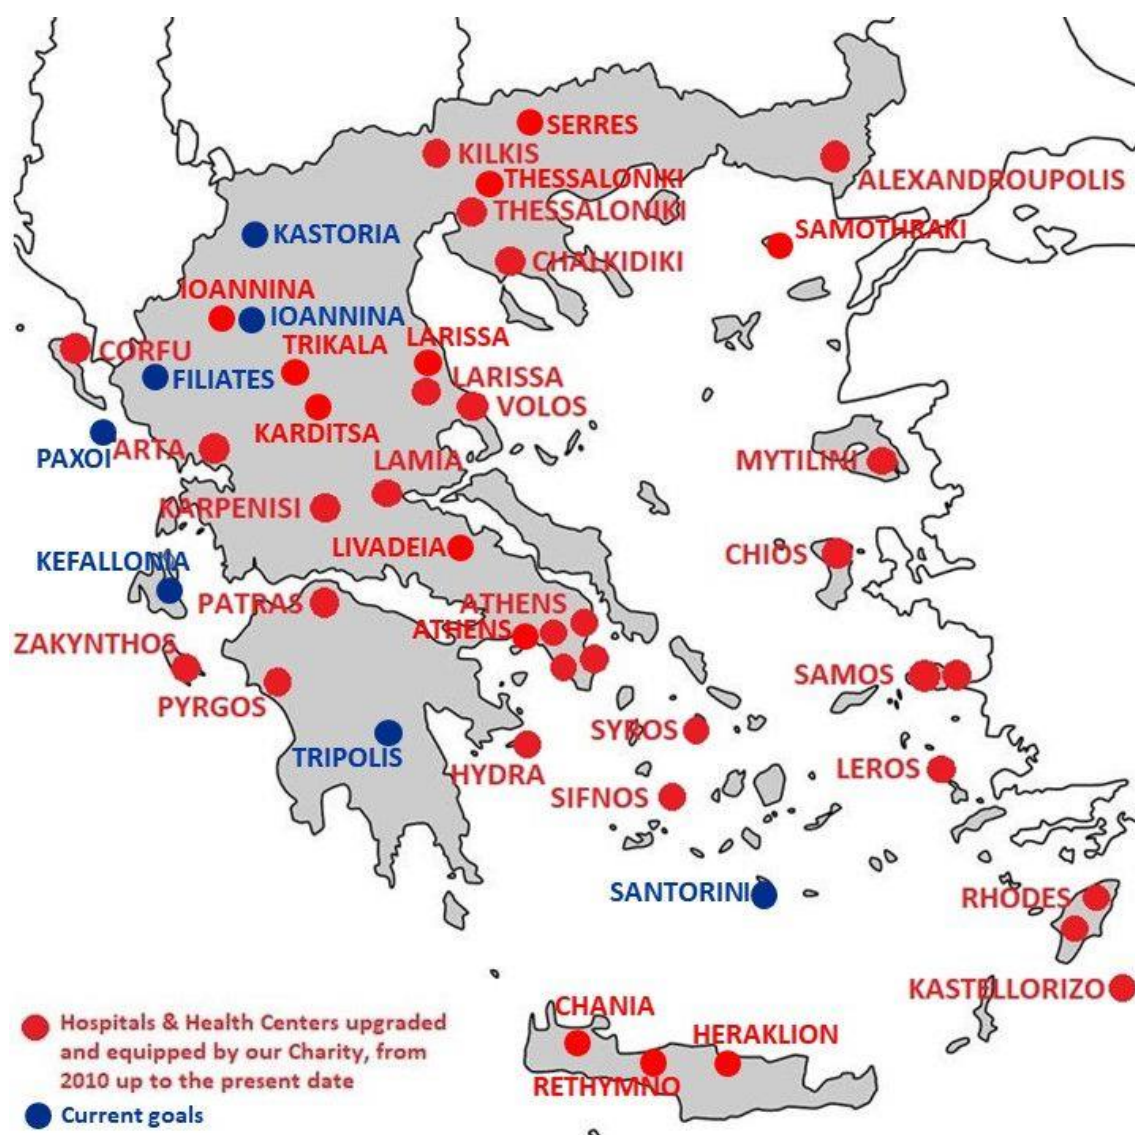 SERRES
KILKIS
THESSALONIKI
ALEXANDROUPOLIS
THESSALONIKI
SAMOTHRAKI
KASTORIA
CHALKIDIKI
IOANNINA
IOANNINA
LARISSA
TRIKALA
CORFU
FILIATES
LARISSA
VOLOS
KARDITSA
PAXOI
ARTA
LAMIA
MYTILINI
KARPENISI
LIVADEIA
CHIOS
KEFALLONIA
PATRAS
ATHENS
ATHENS
ZAKYNTHOS
SAMOS
PYRGOS
SYROS
TRIPOLIS
HYDRA
LEROS
SIFNOS
SANTORINI
RHODES
KASTELLORIZO
CHANIA
HERAKLION
RETHYMNO
Hospitals & Health Centers upgraded
and equipped by our Charity, from
2010 up to the present date
Current goals